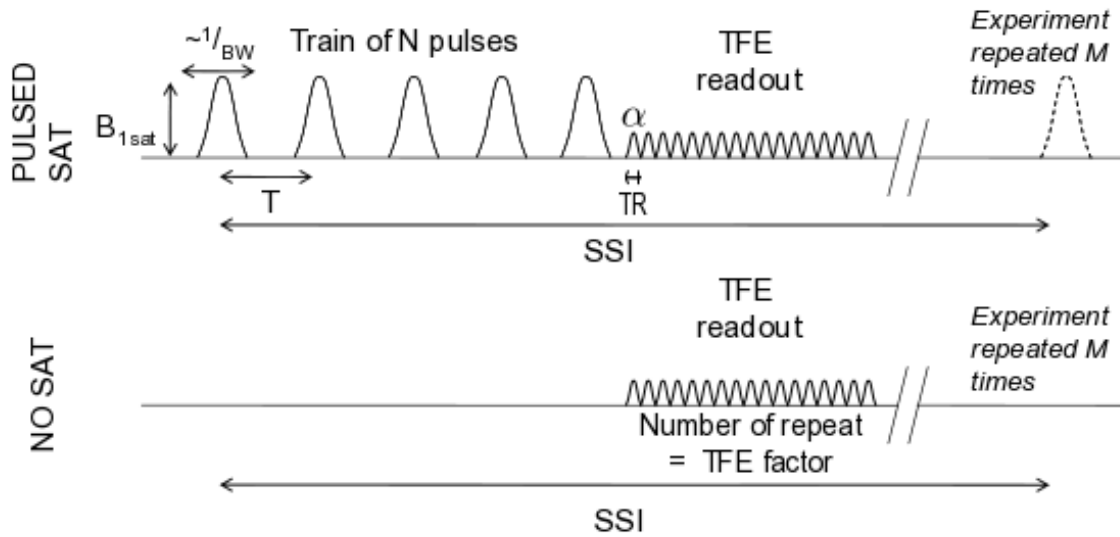 ~1/BW
Train of N pulses
TFE
readout
Experiment
repeated M
times
PULSED
SAT
B1sat
α
T
TR
SSI
TFE
readout
Experiment
repeated M
times
NO SAT
Number of repeat
= TFE factor
SSI